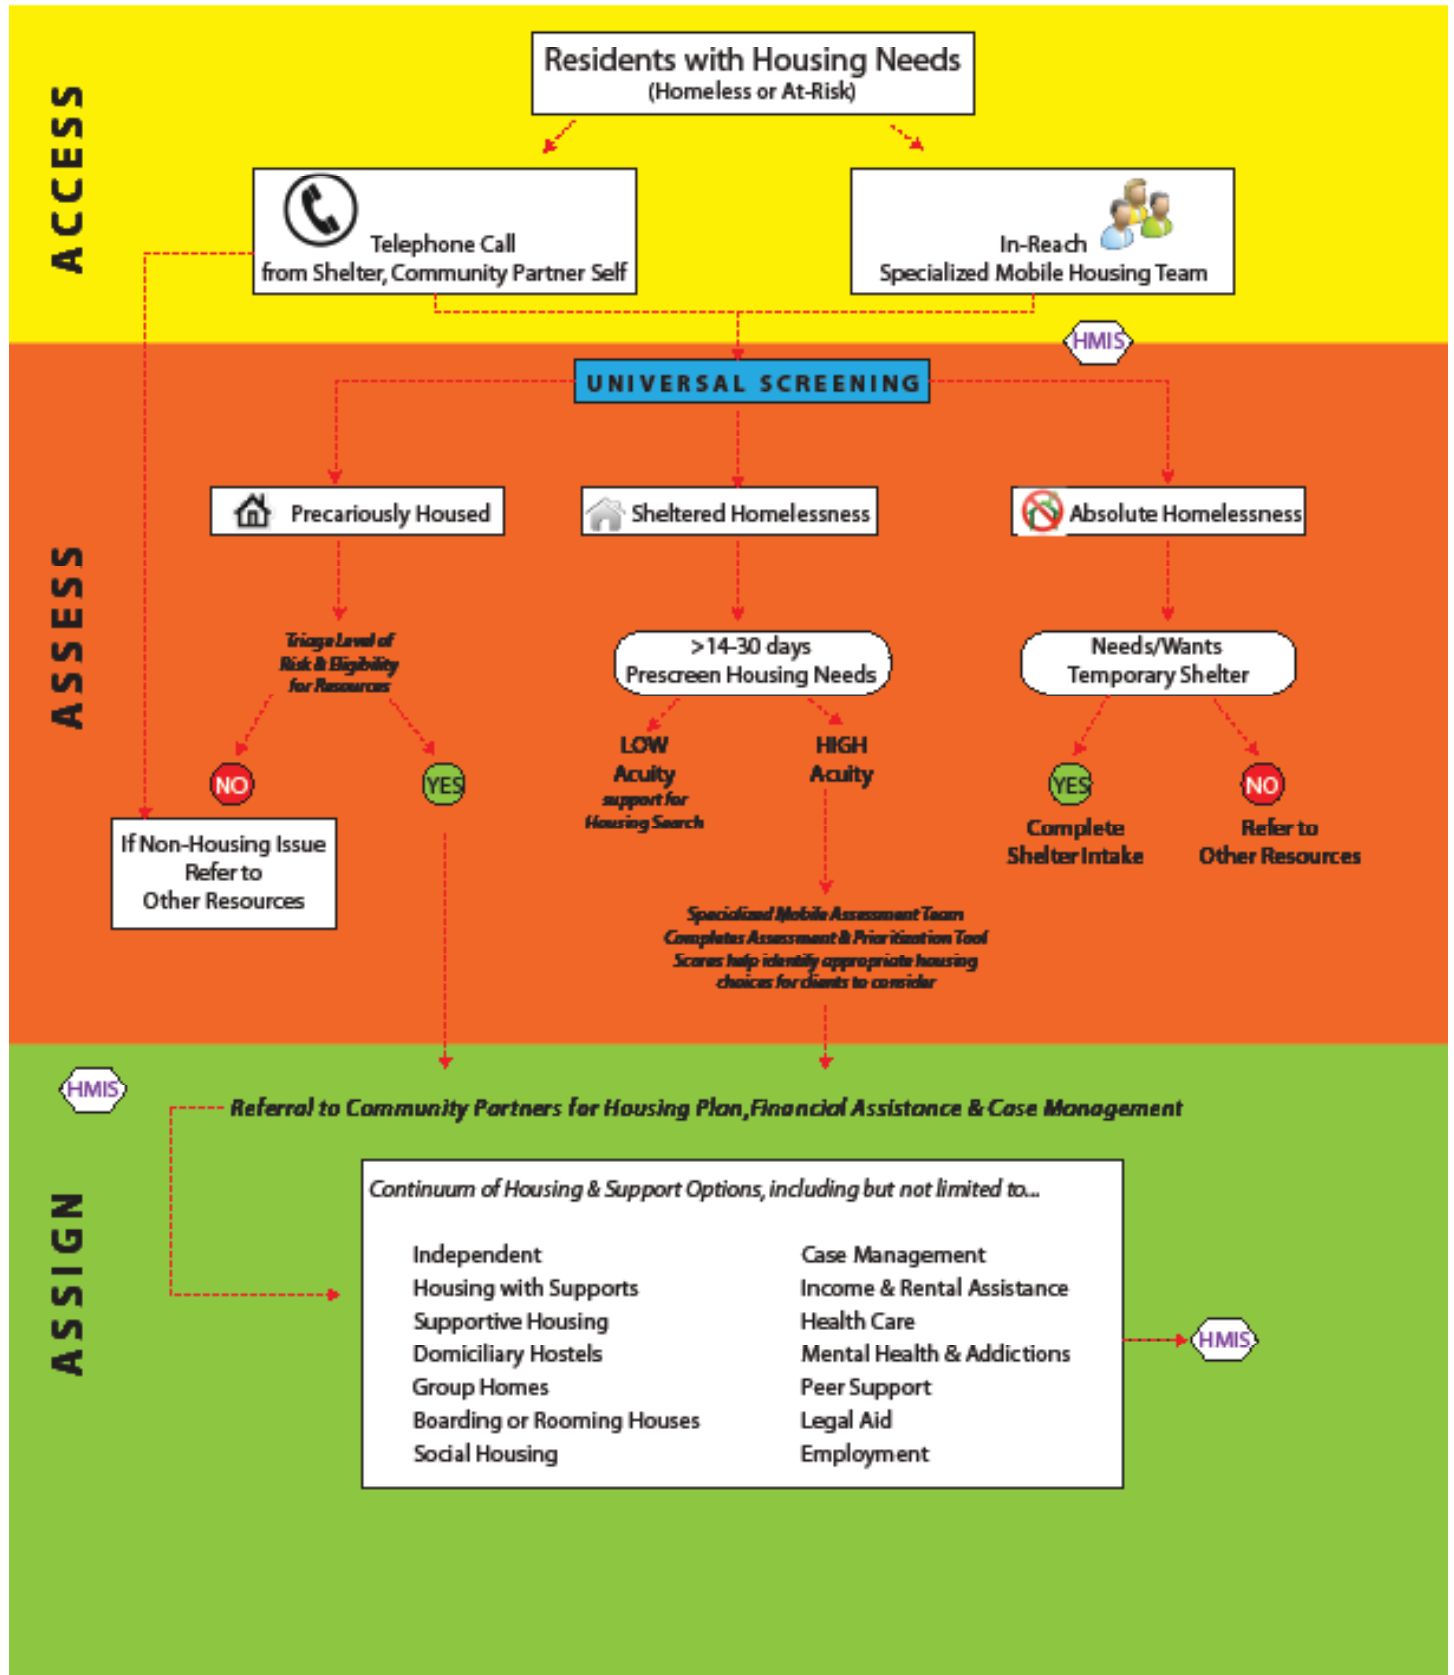 ACCESS
Residents with Housing Needs
(Homeless or At-Risk)
Telephone Call
from Shelter, Community Partner Self
In-Reach
Specialized Mobile Housing Team
HMIS
ASSESS
UNIVERSAL SCREENING
Precariously Housed
Sheltered Homelessness
Absolute Homelessness
Triage Level of
Risk & Eligibility
for Resources
>14-30 days
Prescreen Housing Needs
Needs/Wants
Temporary Shelter
NO
YES
LOW
Acuity
support for
Housing Search
HIGH
Acuity
YES
Complete
Shelter Intake
NO
Refer to
Other Resources
If Non-Housing Issue
Refer to
Other Resources
Specialized Mobile Assessment Team
Completes Assessment & Prioritization Tool
Scores help identify appropriate housing
choices for clients to consider
ASSIGN
HMIS
Referral to Community Partners for Housing Plan, Financial Assistance & Case Management
Continuum of Housing & Support Options, including but not limited to...
Independent
Housing with Supports
Supportive Housing
Domiciliary Hostels
Group Homes
Boarding or Rooming Houses
Social Housing
Case Management
Income & Rental Assistance
Health Care
Mental Health & Addictions
Peer Support
Legal Aid
Employment
HMIS